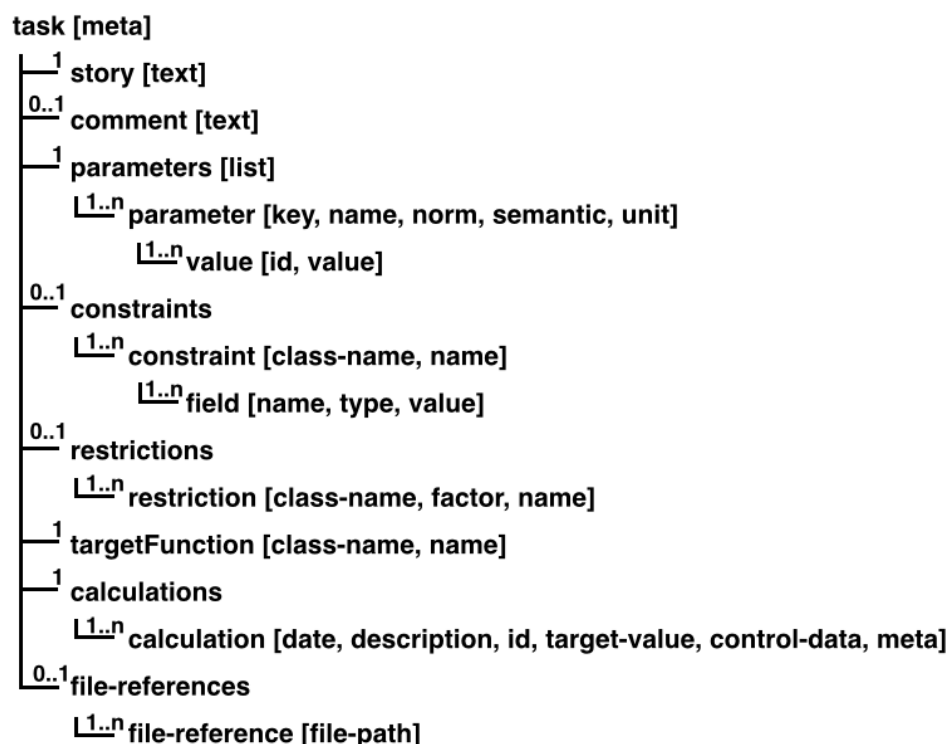 task [meta]
1 story [text]
0..1 comment [text]
1 parameters [list]
1..n parameter [key, name, norm, semantic, unit]
1..n value [id, value]
0..1 constraints
1..n constraint [class-name, name]
1..n field [name, type, value]
0..1 restrictions
1..n restriction [class-name, factor, name]
1 targetFunction [class-name, name]
1 calculations
1..n calculation [date, description, id, target-value, control-data, meta]
0..1 file-references
1..n file-reference [file-path]